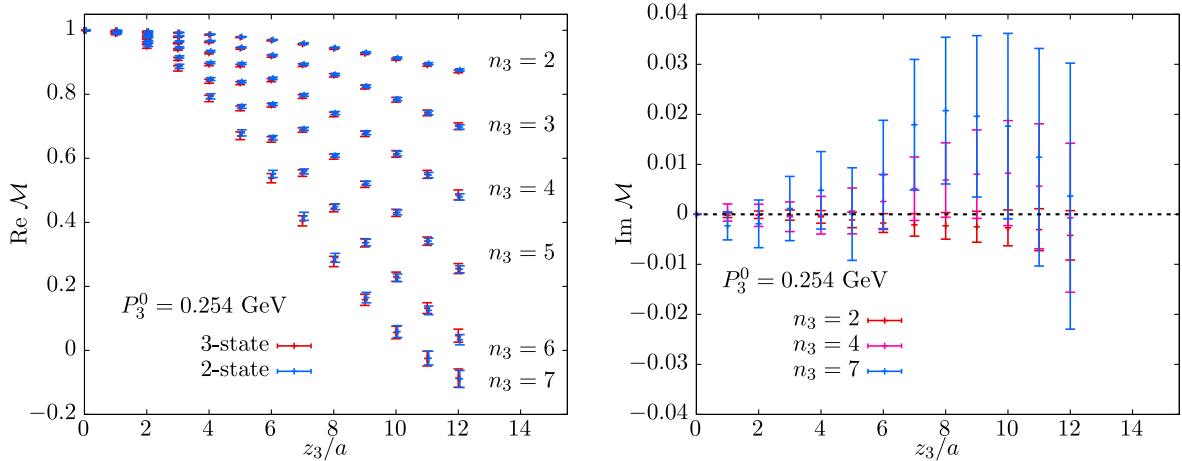 1
0.8
0.6
0.4
0.2
0
−0.2
Re M
0 2 4 6 8 10 12 14
z₃/a
n₃ = 2
n₃ = 3
n₃ = 4
n₃ = 5
n₃ = 6
n₃ = 7
P₃⁰ = 0.254 GeV
3-state
2-state
0.04
0.03
0.02
0.01
0
−0.01
−0.02
−0.03
−0.04
Im M
0 2 4 6 8 10 12 14
z₃/a
P₃⁰ = 0.254 GeV
n₃ = 2
n₃ = 4
n₃ = 7